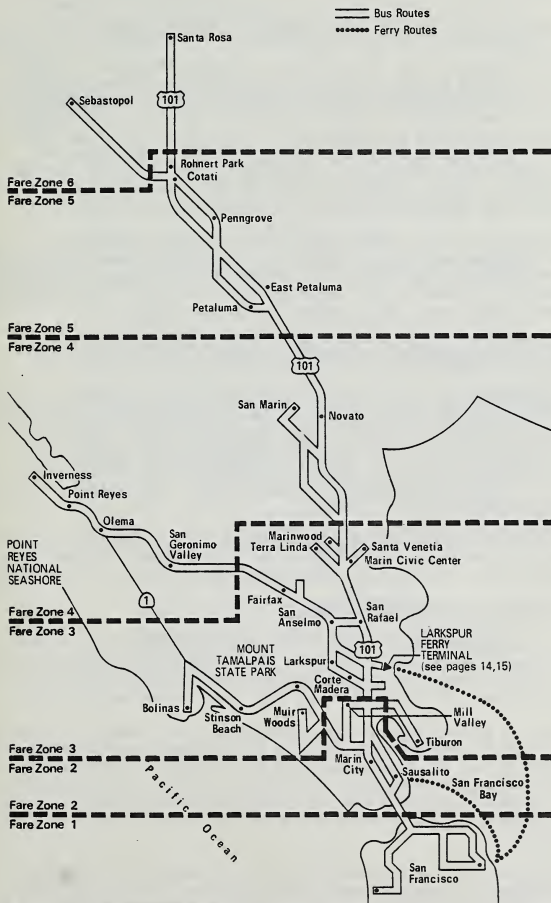 Bus Routes
Ferry Routes
Santa Rosa
Sebastopol
101
Rohnert Park
Cotati
Fare Zone 6
Fare Zone 5
Penngrove
East Petaluma
Petaluma
Fare Zone 5
Fare Zone 4
101
San Marin
Novato
Inverness
Point Reyes
Olema
San
Geronimo
Valley
Marinwood
Terra Linda
Santa Venetia
Marin Civic Center
POINT
REYES
NATIONAL
SEASHORE
1
Fairfax
San
Anselmo
San
Rafael
Fare Zone 4
Fare Zone 3
101
LARKSPUR
FERRY
TERMINAL
(see pages 14,15)
MOUNT
TAMALPAIS
STATE PARK
Larkspur
Corte
Madera
Bolinas
Stinson
Beach
Muir
Woods
Mill
Valley
Tiburon
Fare Zone 3
Fare Zone 2
Marin
City
Sausalito
San Francisco
Bay
Pacific Ocean
Fare Zone 2
Fare Zone 1
San
Francisco